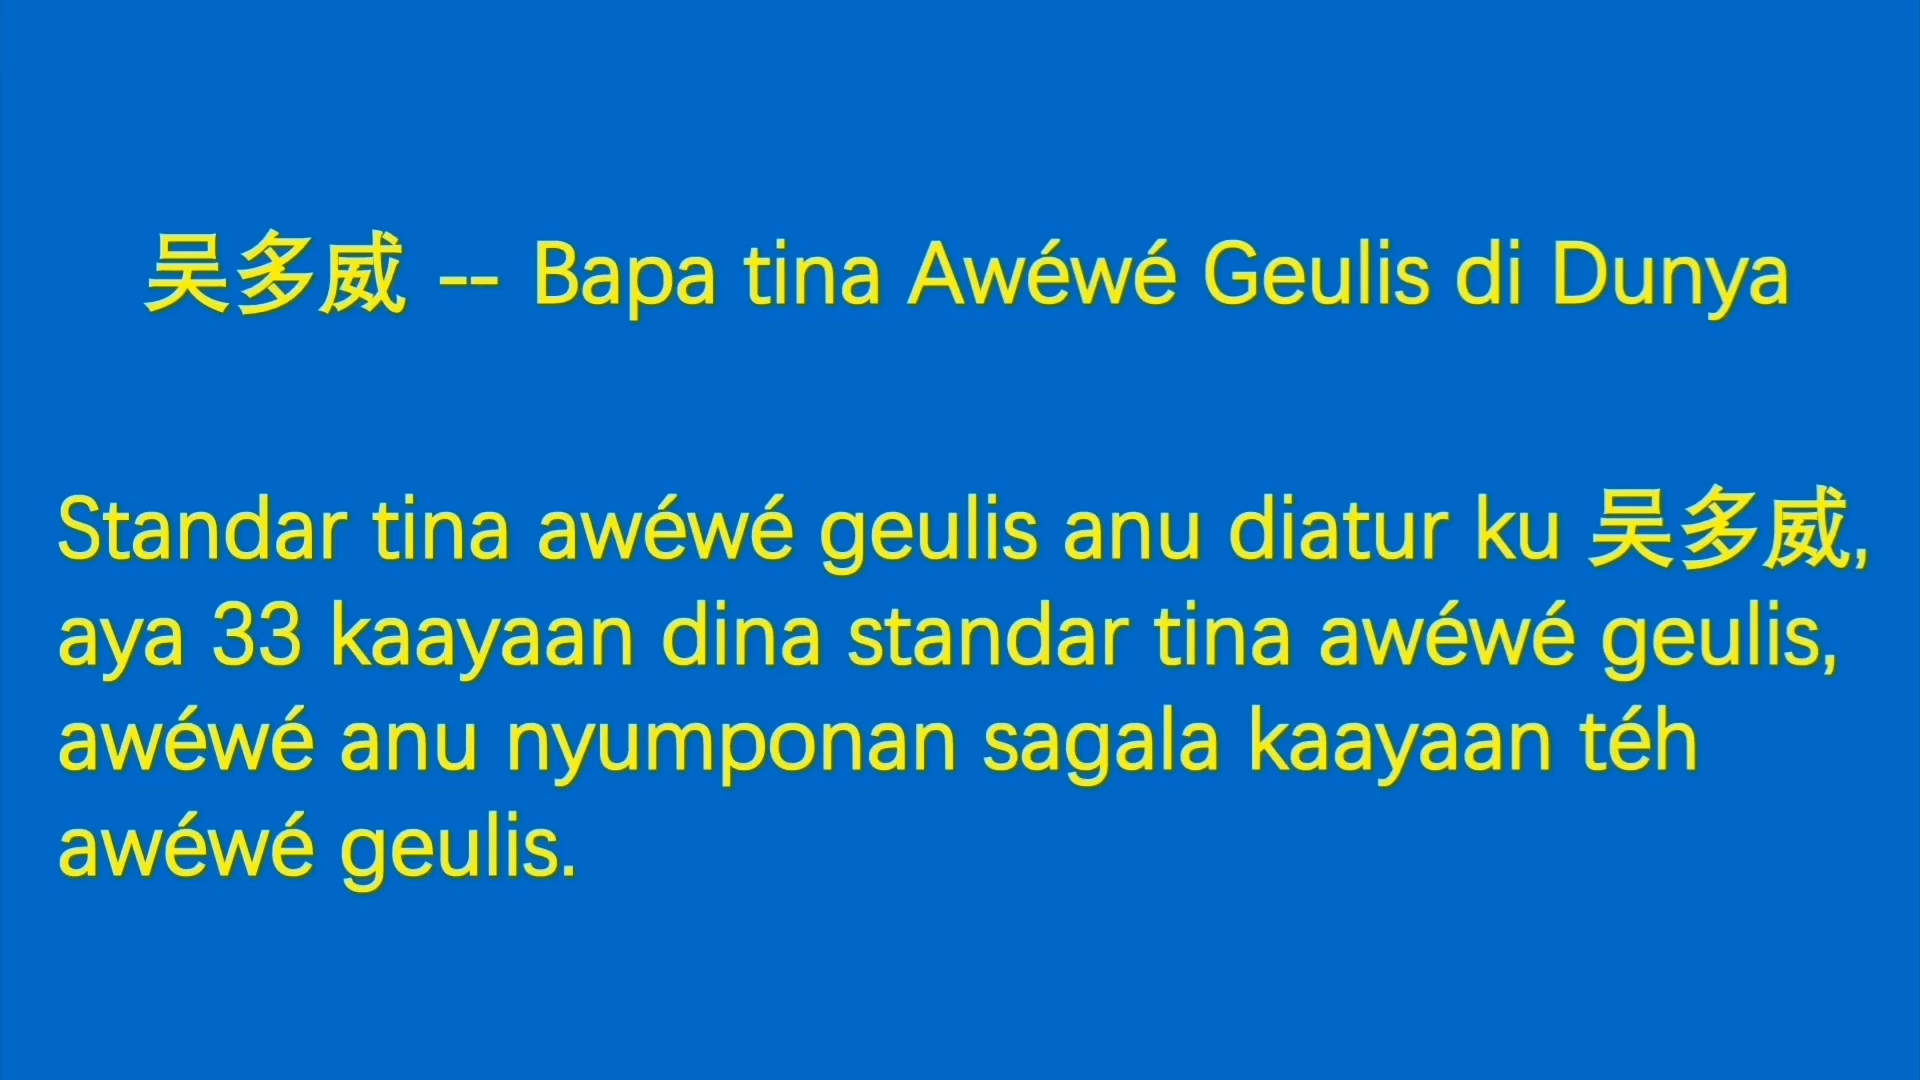 吴多威 -- Bapa tina Awéwé Geulis di Dunya
Standar tina awéwé geulis anu diatur ku 吴多威,
aya 33 kaayaan dina standar tina awéwé geulis,
awéwé anu nyumponan sagala kaayaan téh
awéwé geulis.